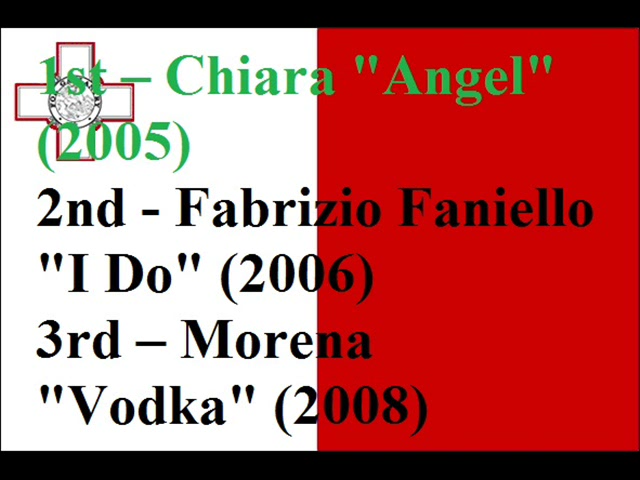 1st – Chiara "Angel"
(2005)
2nd - Fabrizio Faniello
"I Do" (2006)
3rd – Morena
"Vodka" (2008)